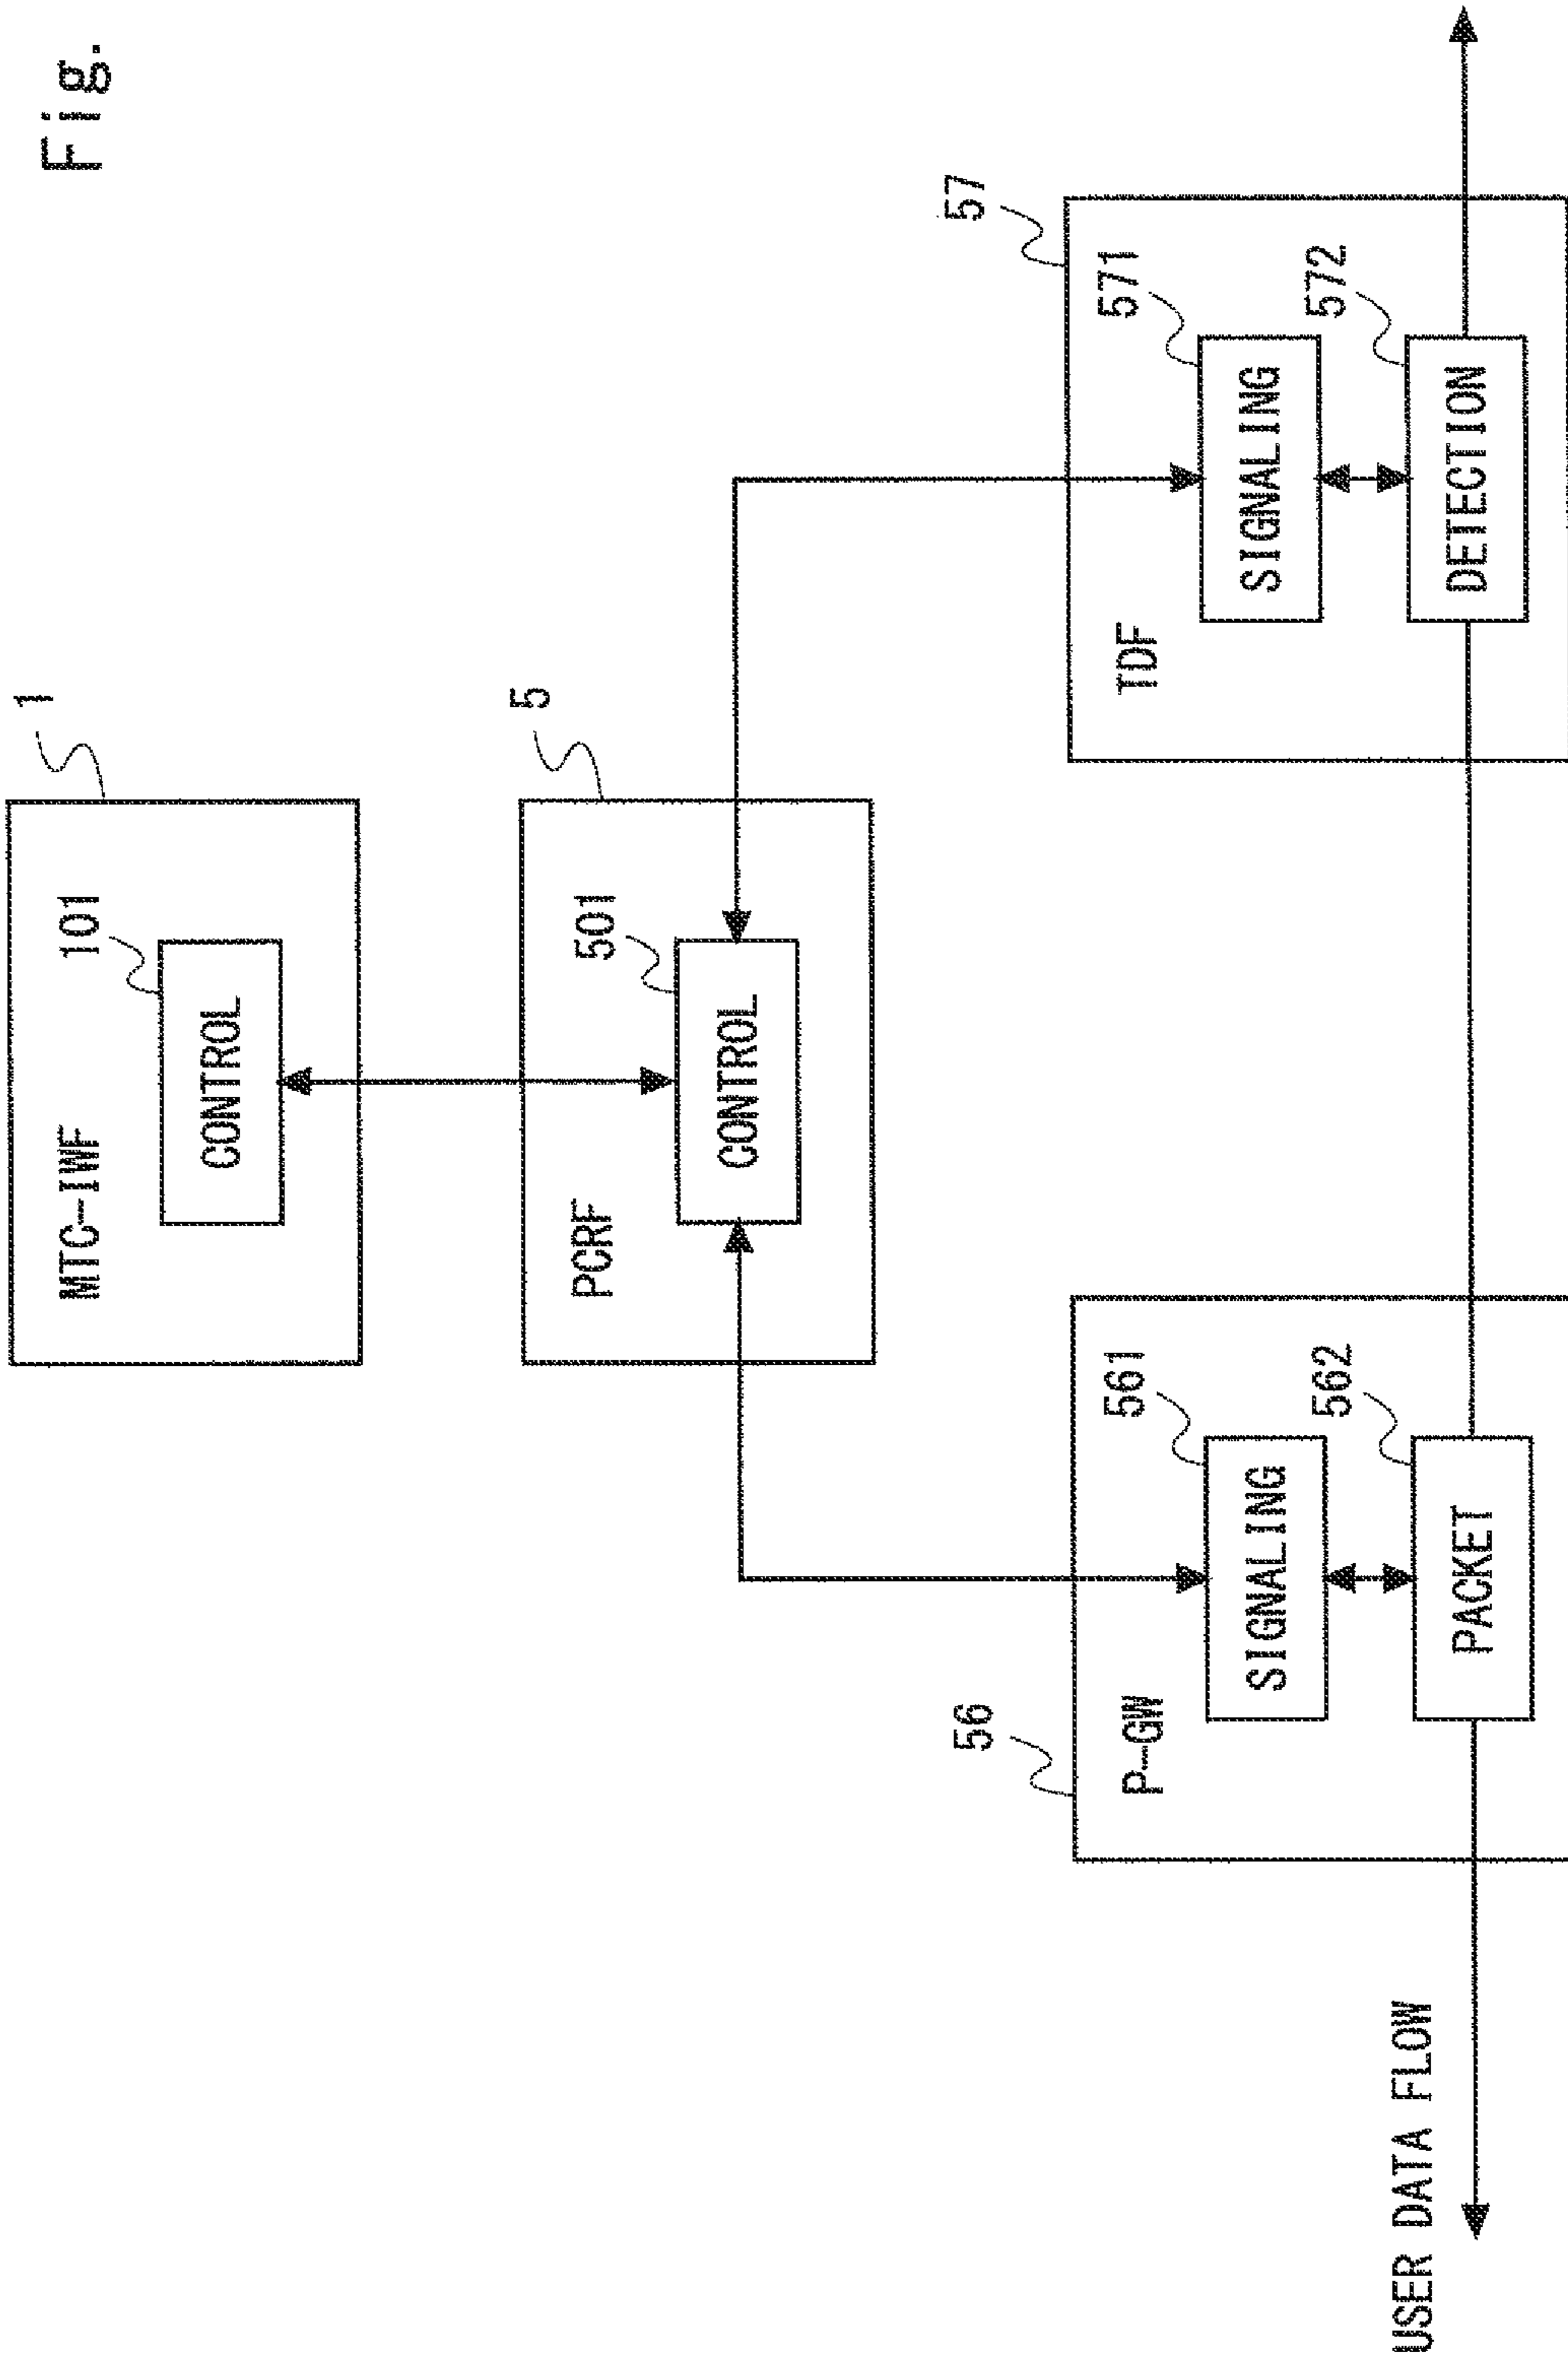 Fig.
1
MTC-IWF
101
CONTROL
5
PCRF
501
CONTROL
56
P-GW
561
SIGNALING
562
PACKET
57
TDF
571
SIGNALING
572
DETECTION
USER DATA FLOW